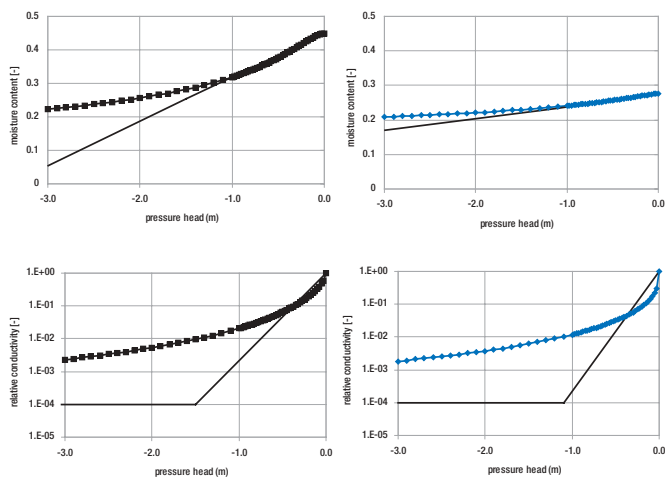 0.5
0.4
0.3
0.2
0.1
0
moisture content [-]
-3.0 -2.0 -1.0 0.0
pressure head (m)
0.5
0.4
0.3
0.2
0.1
0
moisture content [-]
-3.0 -2.0 -1.0 0.0
pressure head (m)
1.E+00
1.E-01
1.E-02
1.E-03
1.E-04
1.E-05
relative conductivity [-]
-3.0 -2.0 -1.0 0.0
pressure head (m)
1.E+00
1.E-01
1.E-02
1.E-03
1.E-04
1.E-05
relative conductivity [-]
-3.0 -2.0 -1.0 0.0
pressure head (m)